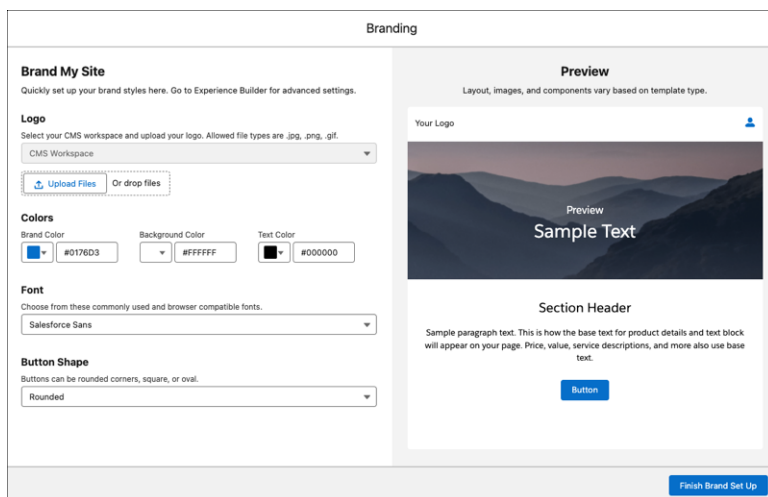 Branding
Brand My Site
Quickly set up your brand styles here. Go to Experience Builder for advanced settings.
Logo
Select your CMS workspace and upload your logo. Allowed file types are .jpg, .png, .gif.
CMS Workspace
Upload Files Or drop files
Colors
Brand Color Background Color Text Color
#0176D3 #FFFFFF #000000
Font
Choose from these commonly used and browser compatible fonts.
Salesforce Sans
Button Shape
Buttons can be rounded corners, square, or oval.
Rounded
Preview
Layout, images, and components vary based on template type.
Your Logo
Preview
Sample Text
Section Header
Sample paragraph text. This is how the base text for product details and text block
will appear on your page. Price, value, service descriptions, and more also use base
text.
Button
Finish Brand Set Up